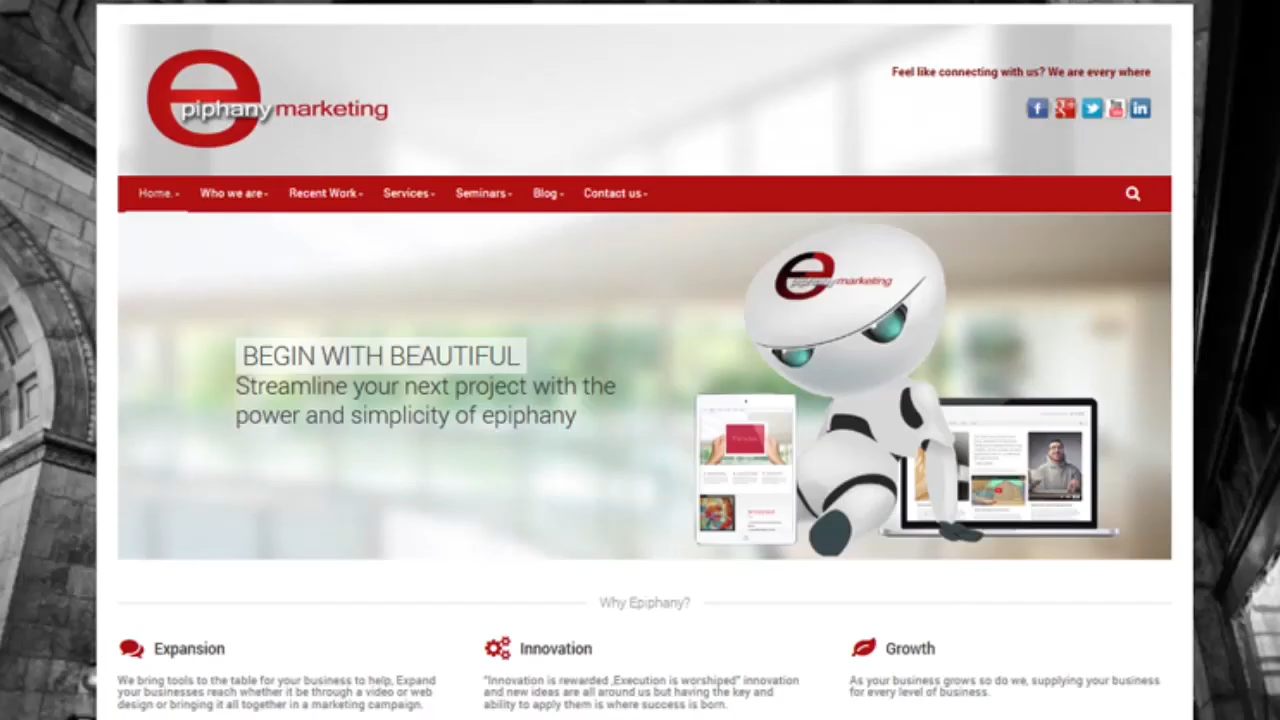 epiphany marketing
Feel like connecting with us? We are every where
Home. Who we are Recent Work Services Seminars Blog Contact us
epiphany marketing
BEGIN WITH BEAUTIFUL
Streamline your next project with the
power and simplicity of epiphany
Why Epiphany?
Expansion
We bring tools to the table for your business to help, Expand
your businesses reach whether it be through a video or web
design or bringing it all together in a marketing campaign.
Innovation
"Innovation is rewarded ,Execution is worshiped" innovation
and new ideas are all around us but having the key and
ability to apply them is where success is born.
Growth
As your business grows so do we, supplying your business
for every level of business.